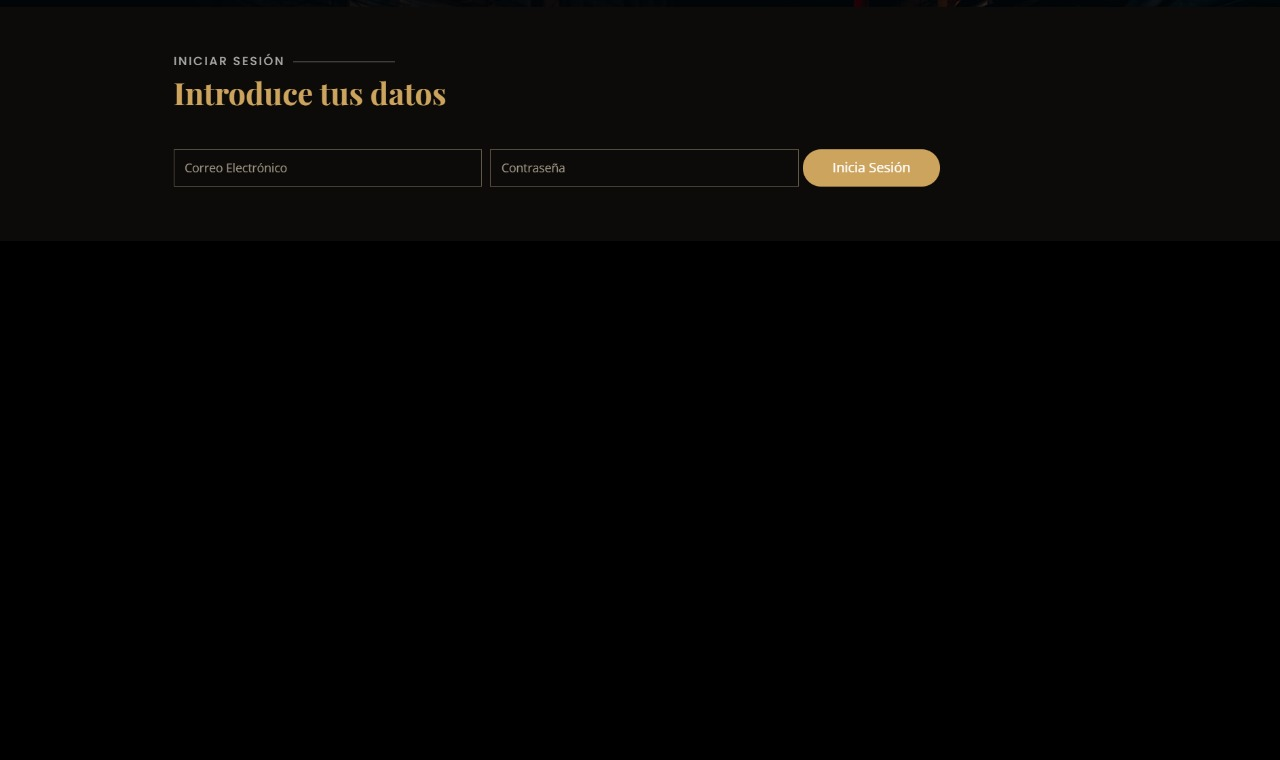 INICIAR SESIÓN
Introduce tus datos
Correo Electrónico
Contraseña
Inicia Sesión